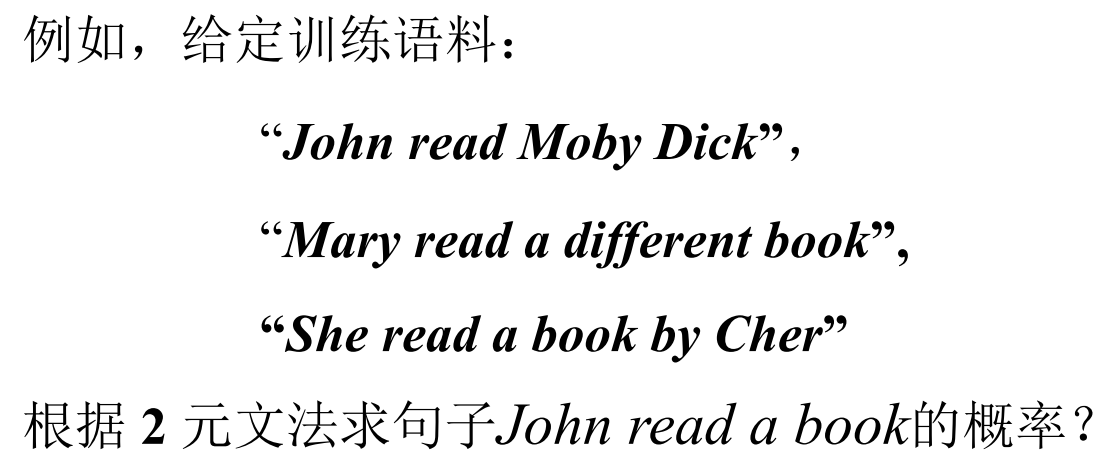 例如，给定训练语料：
“John read Moby Dick”，
“Mary read a different book”,
“She read a book by Cher”
根据 2 元文法求句子John read a book的概率？